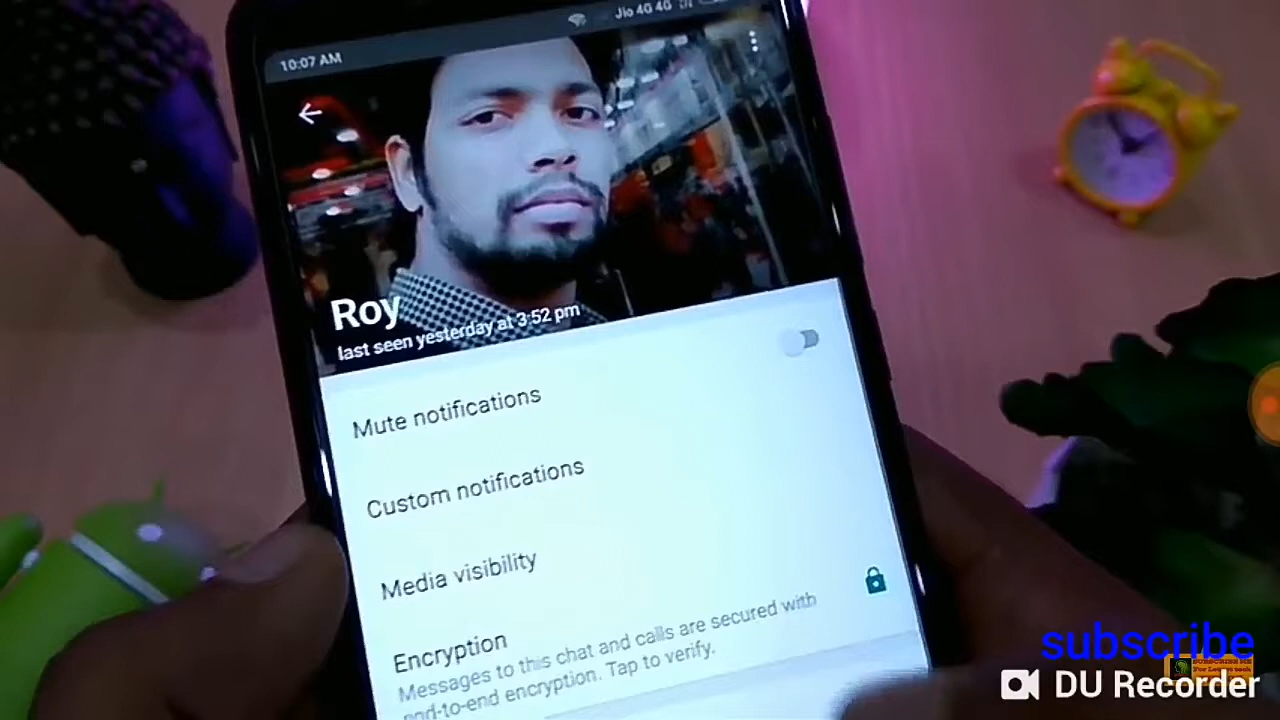 10:07 AM
Jio 4G 4G
Roy
last seen yesterday at 3:52 pm
Mute notifications
Custom notifications
Media visibility
Encryption
Messages to this chat and calls are secured with
end-to-end encryption. Tap to verify.
subscribe
SUBSCRIBE ME
DU Recorder